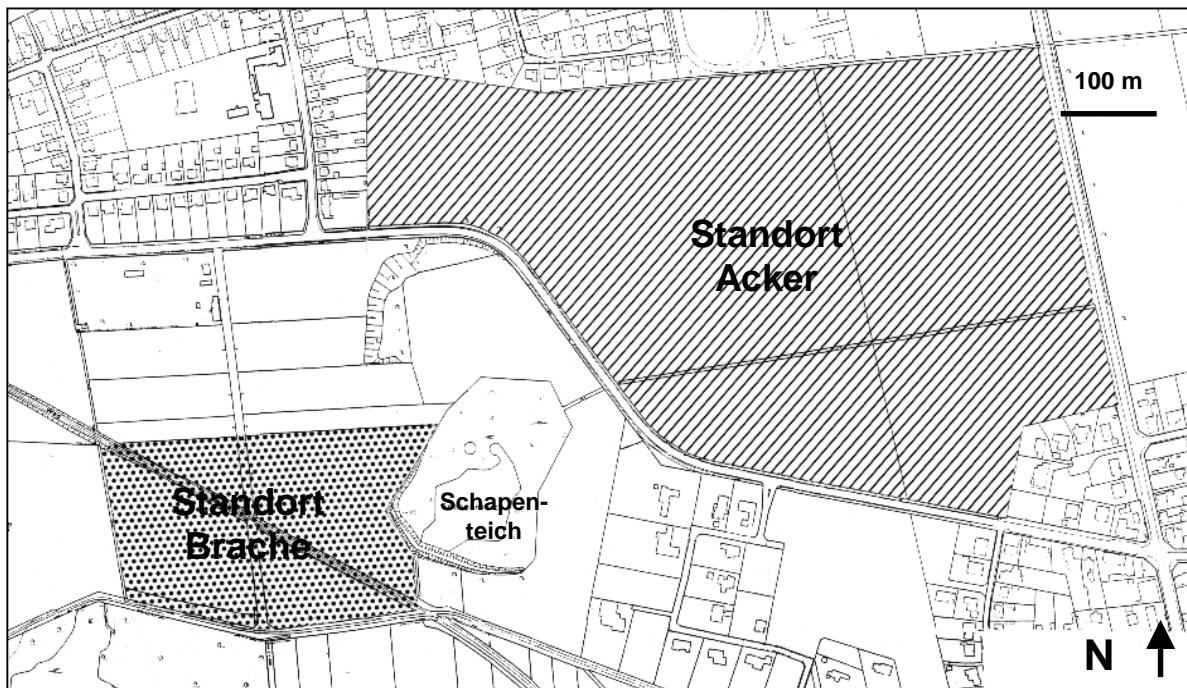 100 m
Standort
Acker
Standort
Brache
Schapen-
teich
N